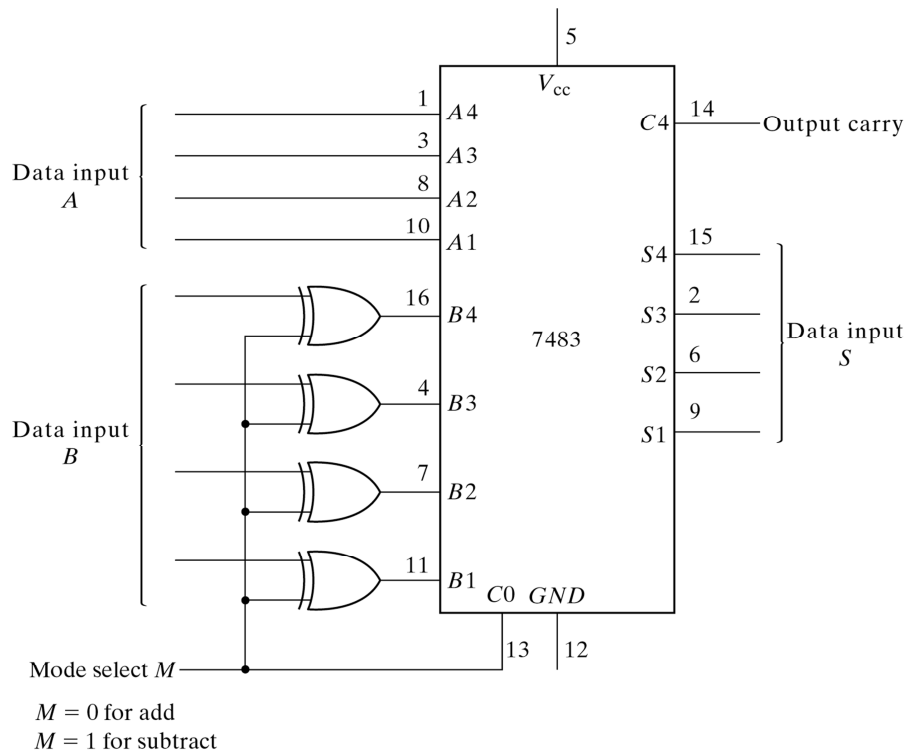 5
V_cc
1
A4
3
A3
8
A2
10
A1
Data input
A
16
B4
4
B3
7
B2
11
B1
Data input
B
7483
C4
14
Output carry
S4
15
S3
2
S2
6
S1
9
Data input
S
C0
GND
13
12
Mode select M
M = 0 for add
M = 1 for subtract